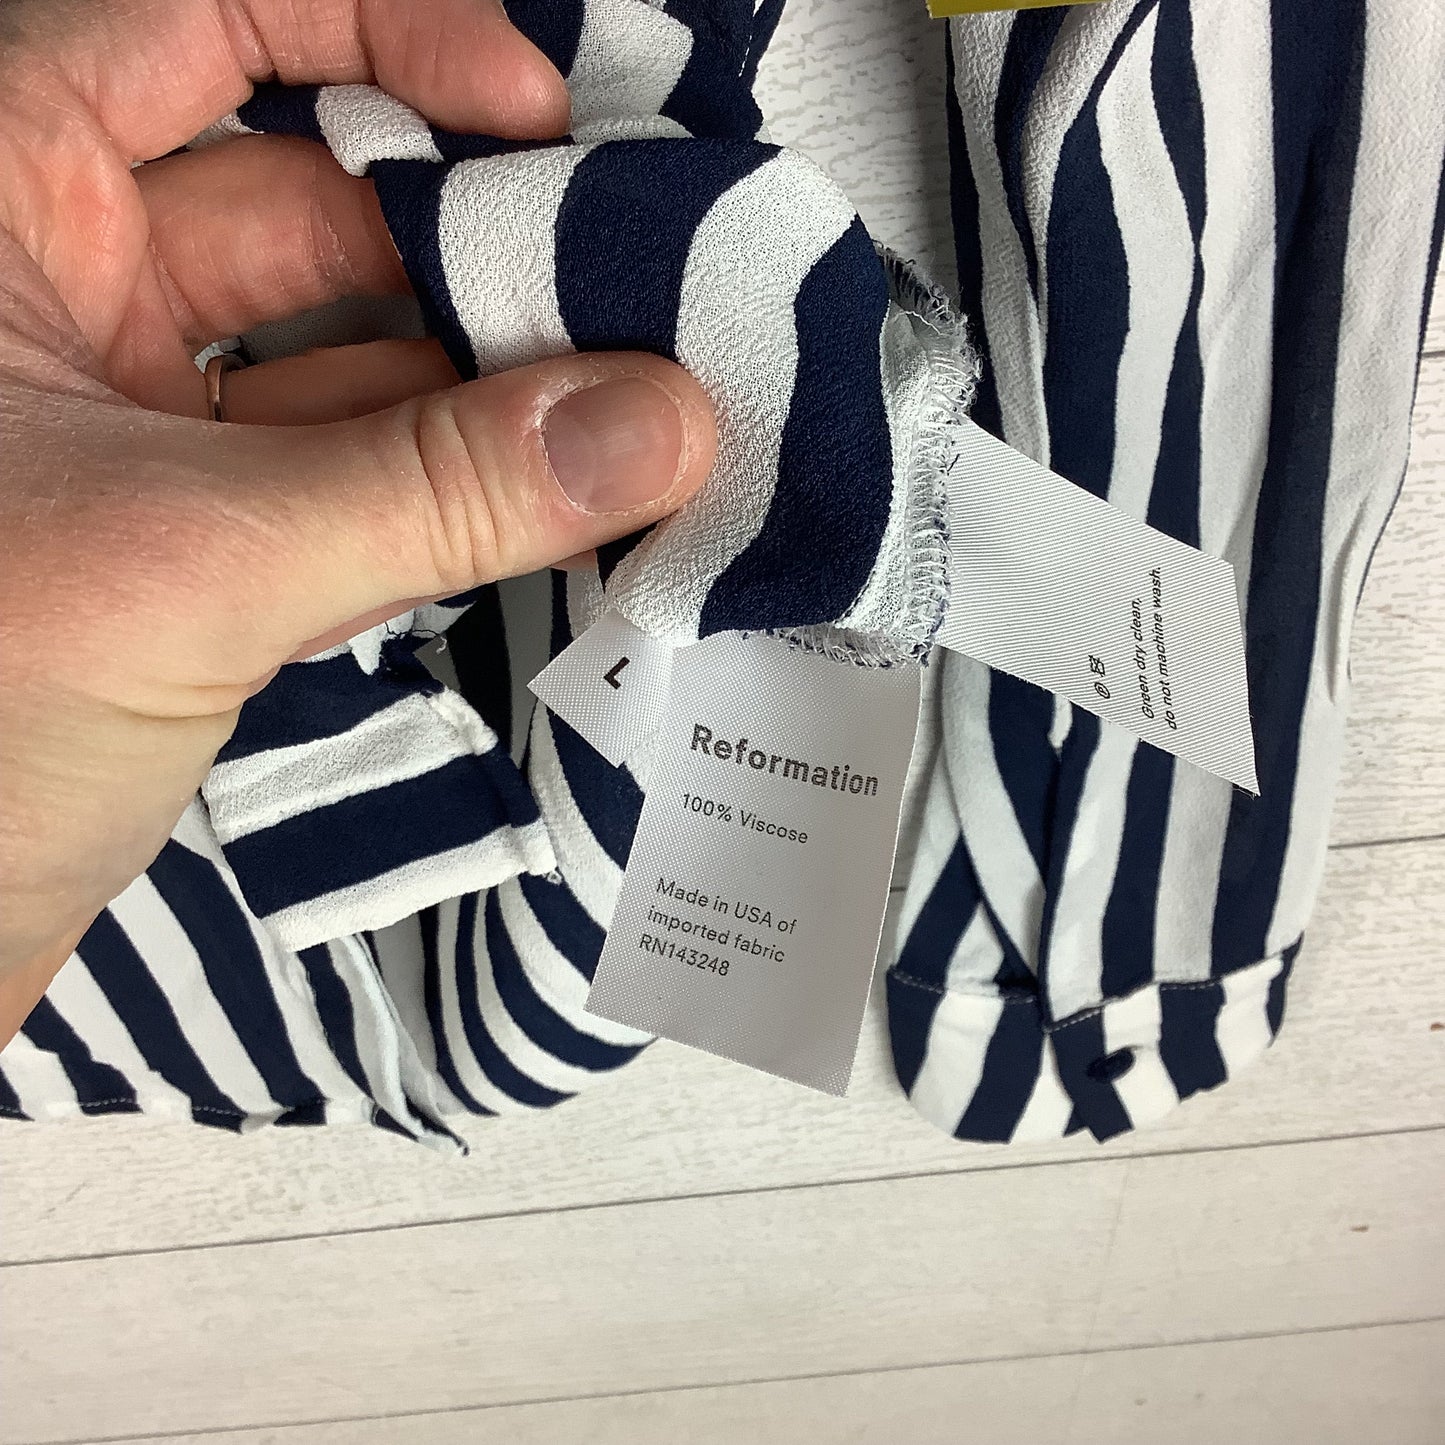 L
Reformation
100% Viscose
Made in USA of
imported fabric
RN143248
Green dry clean,
do not machine wash.